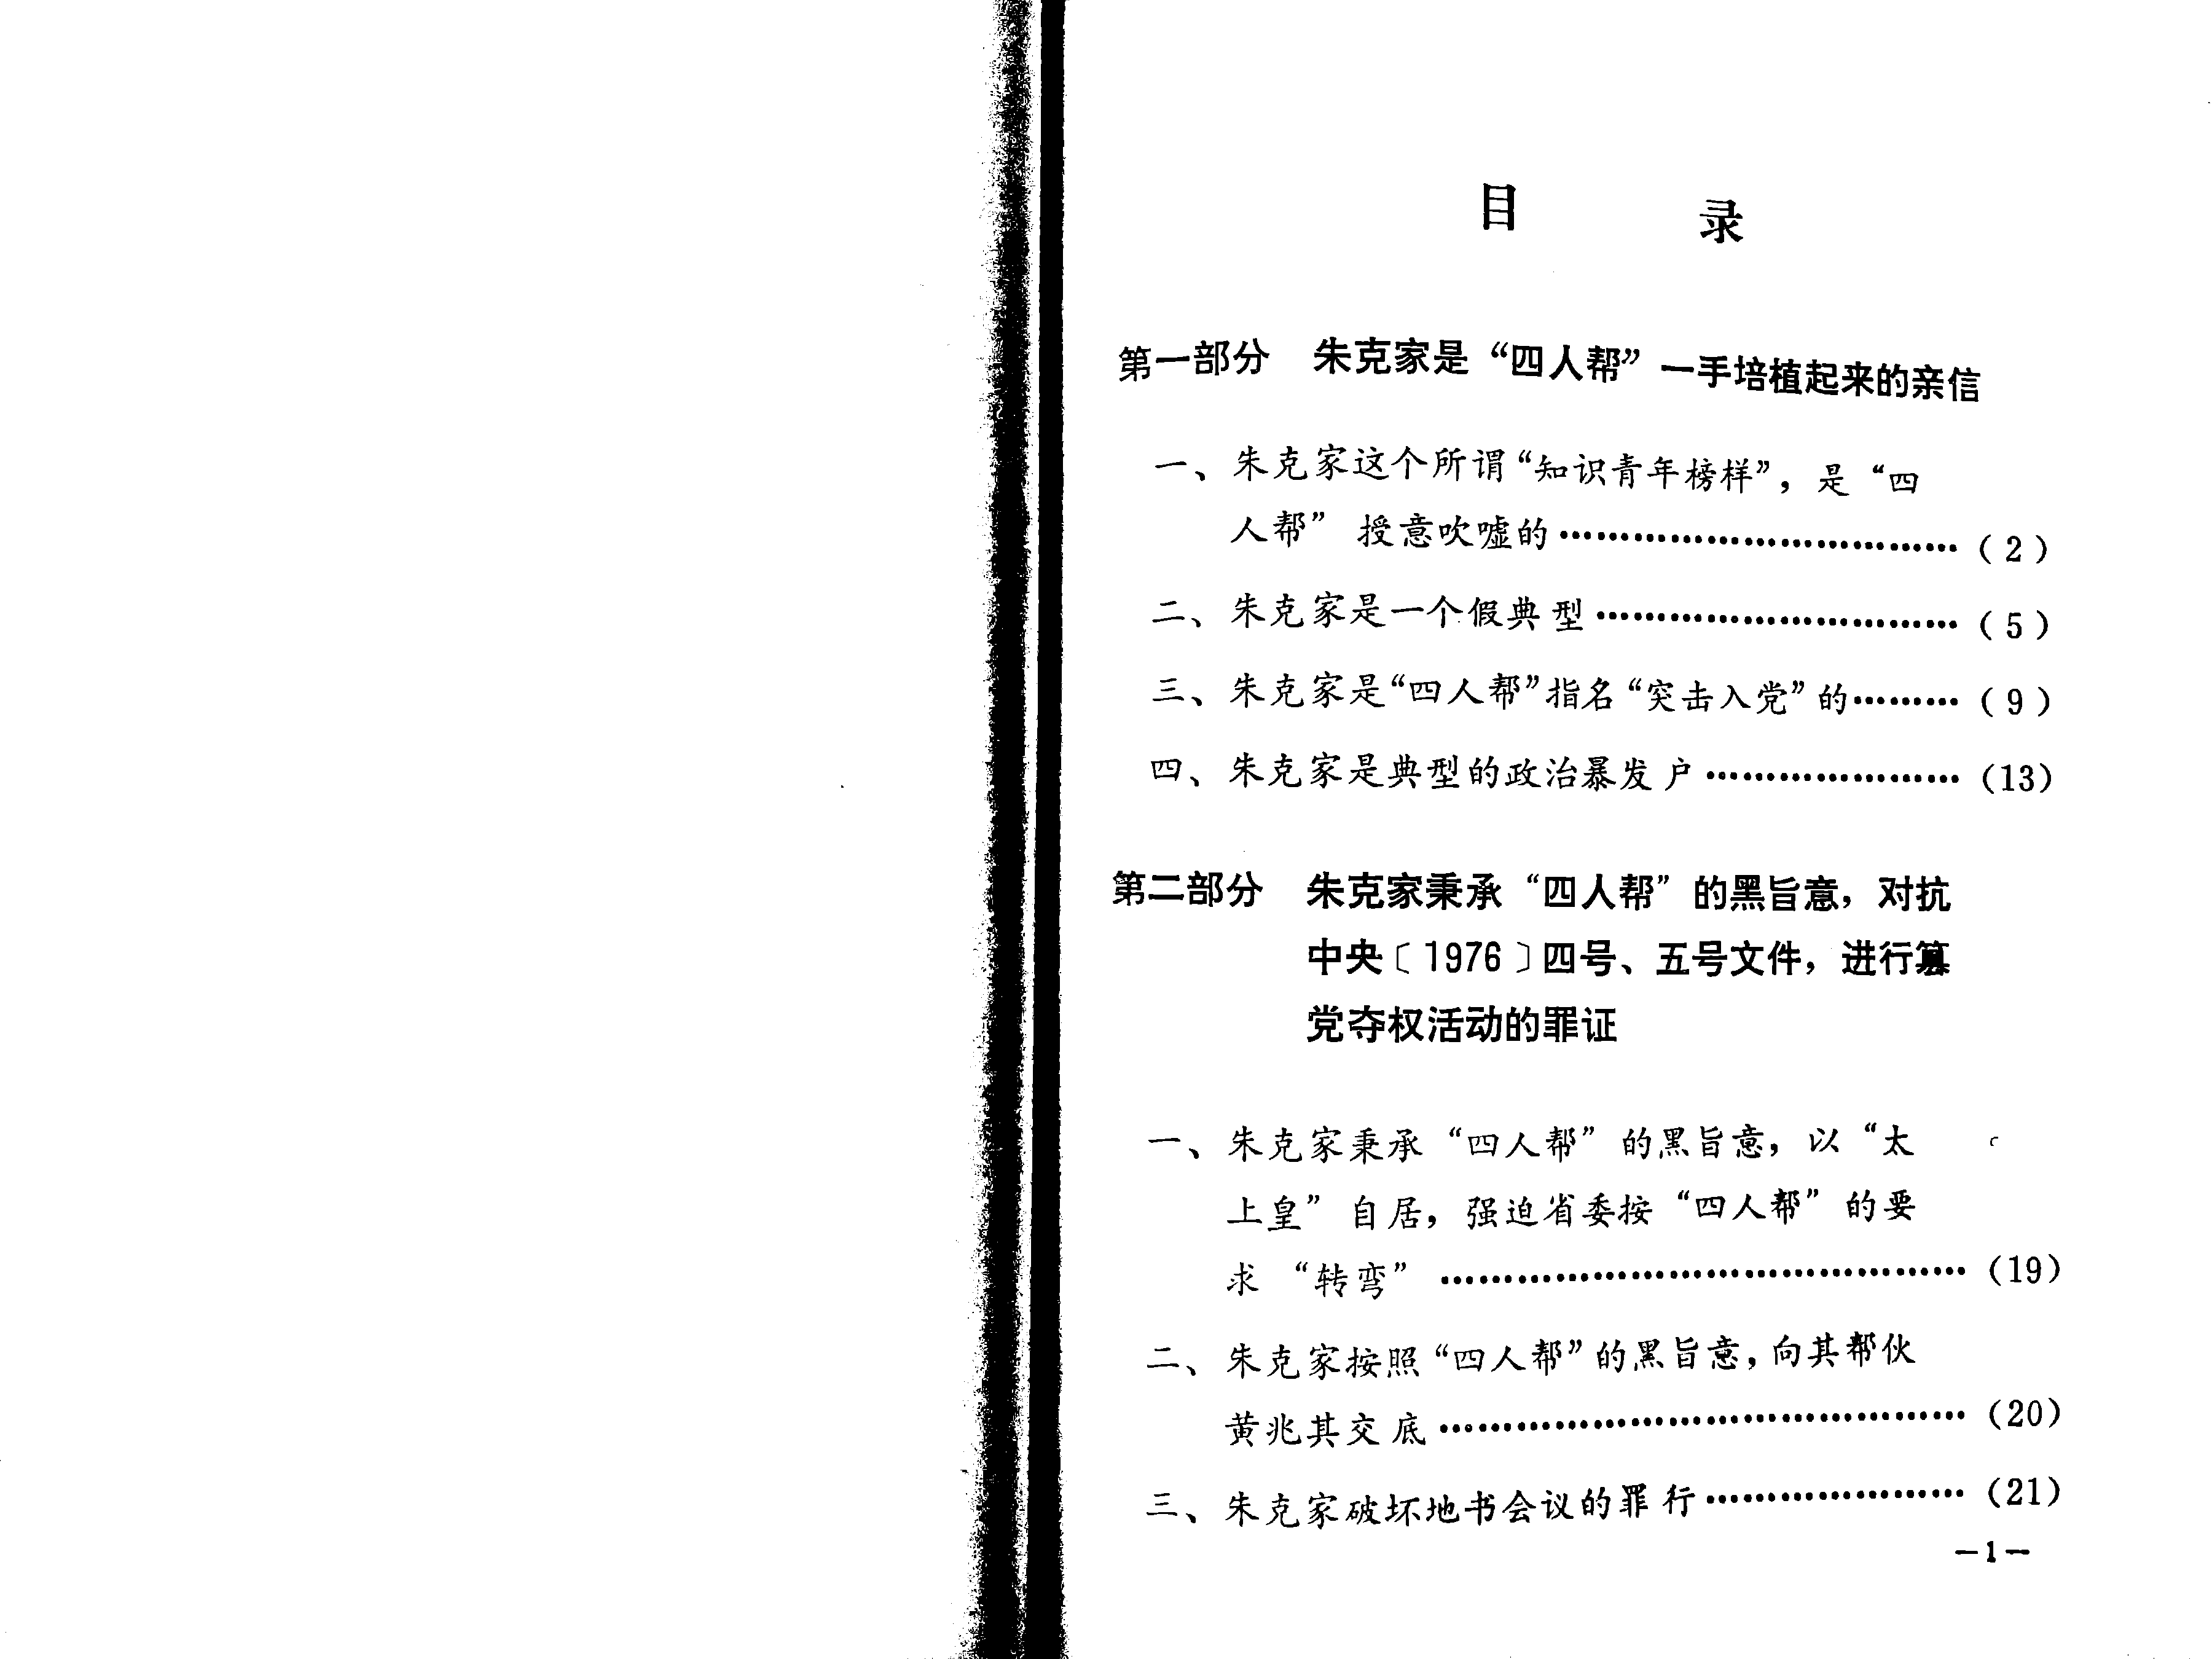 目 录
第一部分 朱克家是“四人帮”一手培植起来的亲信
一、朱克家这个所谓“知识青年榜样”，是“四
人帮”授意吹嘘的……………………………(2)
二、朱克家是一个假典型…………………………(5)
三、朱克家是“四人帮”指名“突击入党”的………(9)
四、朱克家是典型的政治暴发户…………………(13)
第二部分 朱克家秉承“四人帮”的黑旨意，对抗
中央〔1976〕四号、五号文件，进行篡
党夺权活动的罪证
一、朱克家秉承“四人帮”的黑旨意，以“太
上皇”自居，强迫省委按“四人帮”的要
求“转弯”……………………………………(19)
二、朱克家按照“四人帮”的黑旨意，向其帮伙
黄兆其交底……………………………………(20)
三、朱克家破坏地书会议的罪行…………………(21)
—1—